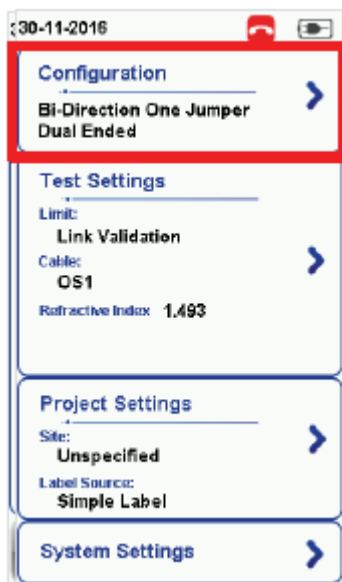 30-11-2016
Configuration
Bi-Direction One Jumper
Dual Ended
Test Settings
Limit:
Link Validation
Cable:
OS1
Refractive Index 1.493
Project Settings
Site:
Unspecified
Label Source:
Simple Label
System Settings